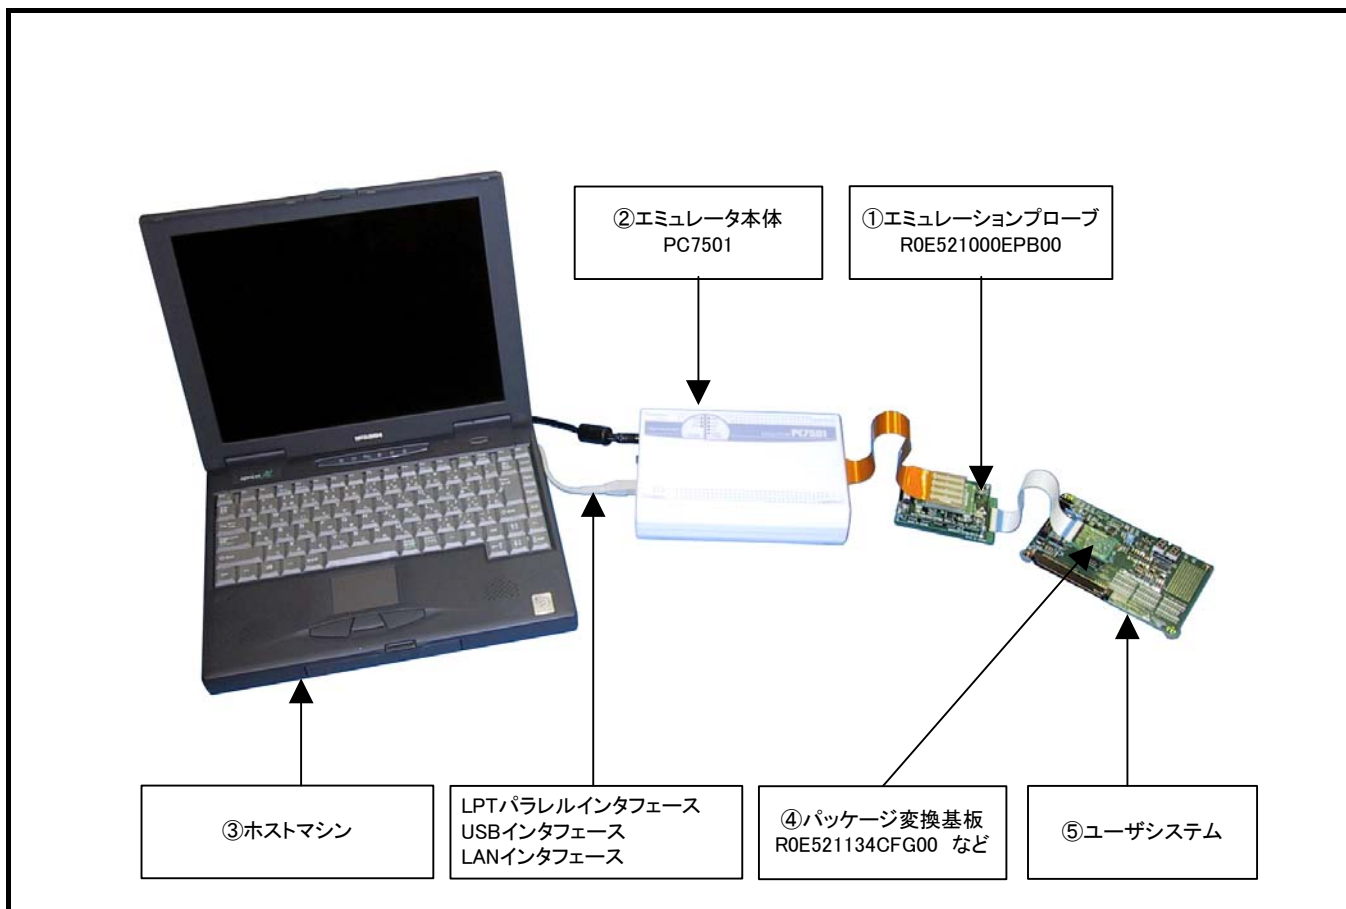 ②エミュレータ本体
PC7501
①エミュレーションプローブ
R0E521000EPB00
PC7501
MITSUBISHI
③ホストマシン
LPTパラレルインタフェース
USBインタフェース
LANインタフェース
④パッケージ変換基板
R0E521134CFG00 など
⑤ユーザシステム